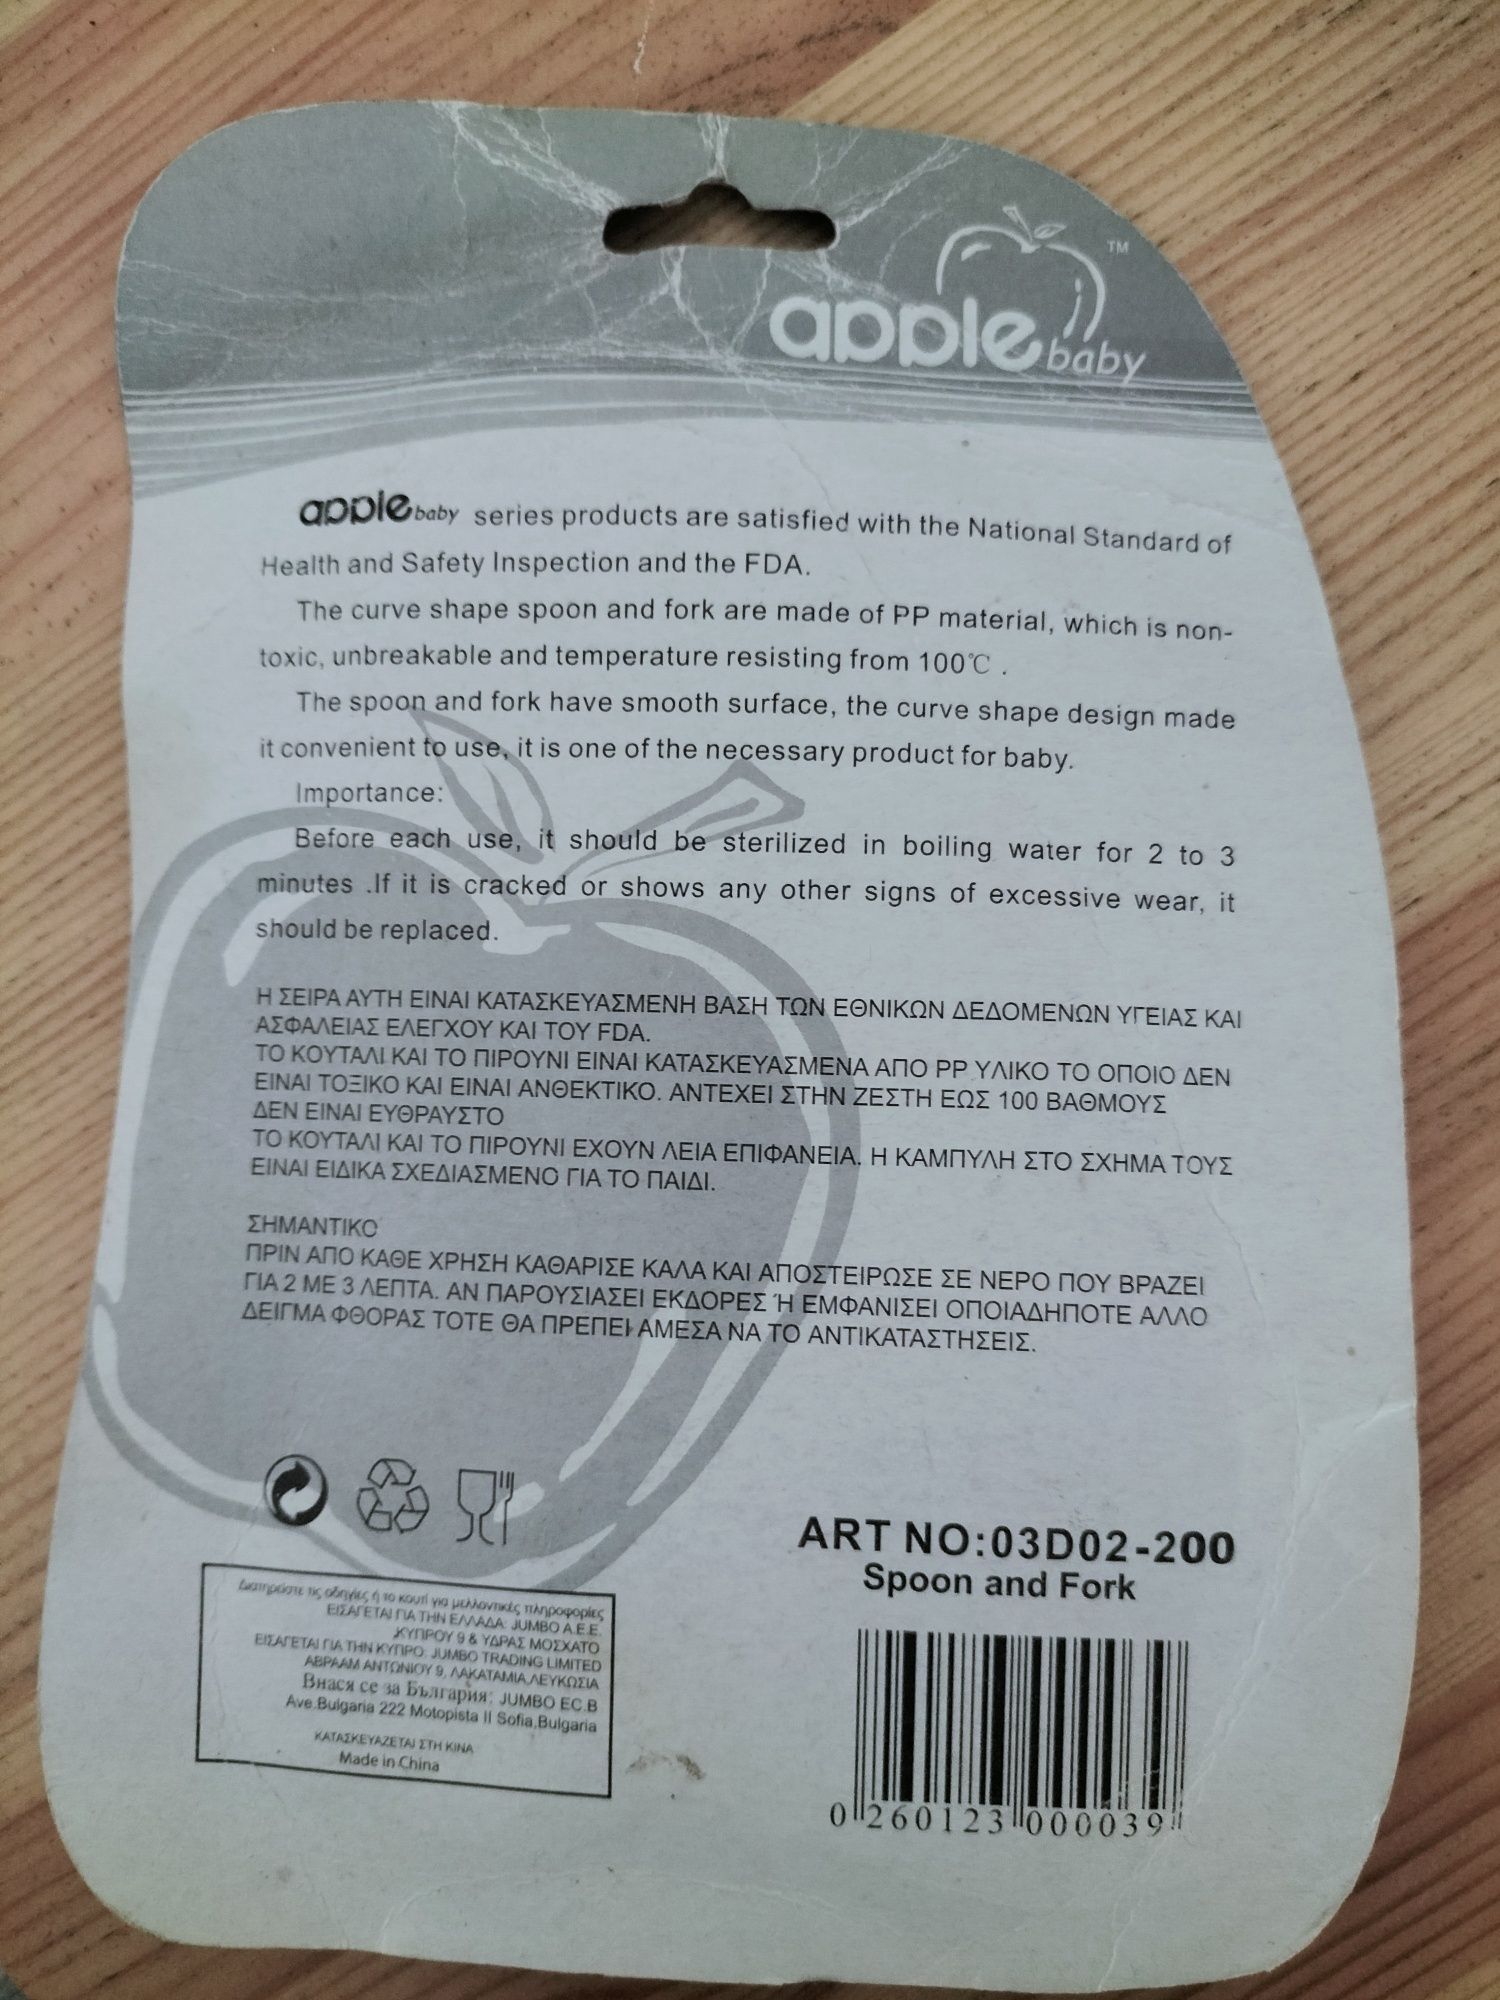 apple baby TM
apple baby series products are satisfied with the National Standard of
Health and Safety Inspection and the FDA.
The curve shape spoon and fork are made of PP material, which is non-
toxic, unbreakable and temperature resisting from 100℃ .
The spoon and fork have smooth surface, the curve shape design made
it convenient to use, it is one of the necessary product for baby.
Importance:
Before each use, it should be sterilized in boiling water for 2 to 3
minutes .If it is cracked or shows any other signs of excessive wear, it
should be replaced.
Η ΣΕΙΡΑ ΑΥΤΗ ΕΙΝΑΙ ΚΑΤΑΣΚΕΥΑΣΜΕΝΗ ΒΑΣΗ ΤΩΝ ΕΘΝΙΚΩΝ ΔΕΔΟΜΕΝΩΝ ΥΓΕΙΑΣ ΚΑΙ
ΑΣΦΑΛΕΙΑΣ ΕΛΕΓΧΟΥ ΚΑΙ ΤΟΥ FDA.
ΤΟ ΚΟΥΤΑΛΙ ΚΑΙ ΤΟ ΠΙΡΟΥΝΙ ΕΙΝΑΙ ΚΑΤΑΣΚΕΥΑΣΜΕΝΑ ΑΠΟ PP ΥΛΙΚΟ ΤΟ ΟΠΟΙΟ ΔΕΝ
ΕΙΝΑΙ ΤΟΞΙΚΟ ΚΑΙ ΕΙΝΑΙ ΑΝΘΕΚΤΙΚΟ. ΑΝΤΕΧΕΙ ΣΤΗΝ ΖΕΣΤΗ ΕΩΣ 100 ΒΑΘΜΟΥΣ
ΔΕΝ ΕΙΝΑΙ ΕΥΘΡΑΥΣΤΟ
ΤΟ ΚΟΥΤΑΛΙ ΚΑΙ ΤΟ ΠΙΡΟΥΝΙ ΕΧΟΥΝ ΛΕΙΑ ΕΠΙΦΑΝΕΙΑ. Η ΚΑΜΠΥΛΗ ΣΤΟ ΣΧΗΜΑ ΤΟΥΣ
ΕΙΝΑΙ ΕΙΔΙΚΑ ΣΧΕΔΙΑΣΜΕΝΟ ΓΙΑ ΤΟ ΠΑΙΔΙ.
ΣΗΜΑΝΤΙΚΟ
ΠΡΙΝ ΑΠΟ ΚΑΘΕ ΧΡΗΣΗ ΚΑΘΑΡΙΣΕ ΚΑΛΑ ΚΑΙ ΑΠΟΣΤΕΙΡΩΣΕ ΣΕ ΝΕΡΟ ΠΟΥ ΒΡΑΖΕΙ
ΓΙΑ 2 ΜΕ 3 ΛΕΠΤΑ. ΑΝ ΠΑΡΟΥΣΙΑΣΕΙ ΕΚΔΟΡΕΣ Ή ΕΜΦΑΝΙΣΕΙ ΟΠΟΙΑΔΗΠΟΤΕ ΑΛΛΟ
ΔΕΙΓΜΑ ΦΘΟΡΑΣ ΤΟΤΕ ΘΑ ΠΡΕΠΕΙ ΑΜΕΣΑ ΝΑ ΤΟ ΑΝΤΙΚΑΤΑΣΤΗΣΕΙΣ.
Διατηρείστε τις οδηγίες ή το κουτί για μελλοντικές πληροφορίες
ΕΙΣΑΓΕΤΑΙ ΓΙΑ ΤΗΝ ΕΛΛΑΔΑ: JUMBO A.E.E.
ΚΥΠΡΟΥ 9 & ΥΔΡΑΣ ΜΟΣΧΑΤΟ
ΕΙΣΑΓΕΤΑΙ ΓΙΑ ΤΗΝ ΚΥΠΡΟ: JUMBO TRADING LIMITED
ΑΒΡΑΑΜ ΑΝΤΩΝΙΟΥ 9, ΛΑΚΑΤΑΜΙΑ,ΛΕΥΚΩΣΙΑ
Внася се за България: JUMBO EC.B
Ave.Bulgaria 222 Motopista II Sofia,Bulgaria
ΚΑΤΑΣΚΕΥΑΖΕΤΑΙ ΣΤΗ ΚΙΝΑ
Made in China
ART NO:03D02-200
Spoon and Fork
0 260123 000039